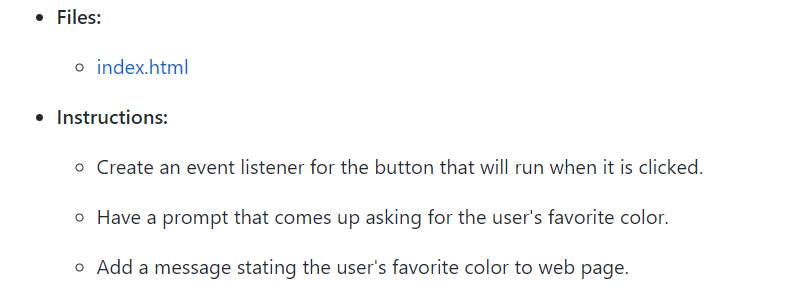 Files:
index.html
Instructions:
Create an event listener for the button that will run when it is clicked.
Have a prompt that comes up asking for the user's favorite color.
Add a message stating the user's favorite color to web page.